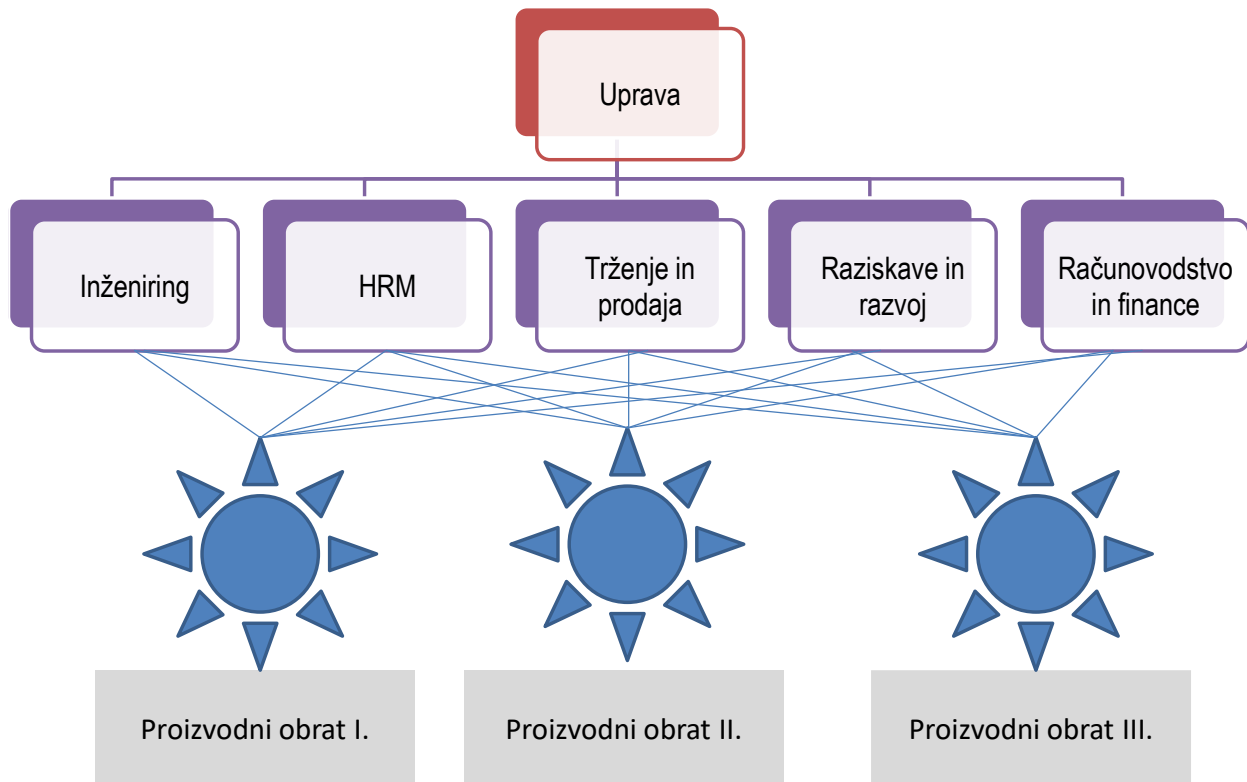 Uprava
Inženiring
HRM
Trženje in
prodaja
Raziskave in
razvoj
Računovodstvo
in finance
Proizvodni obrat I.
Proizvodni obrat II.
Proizvodni obrat III.